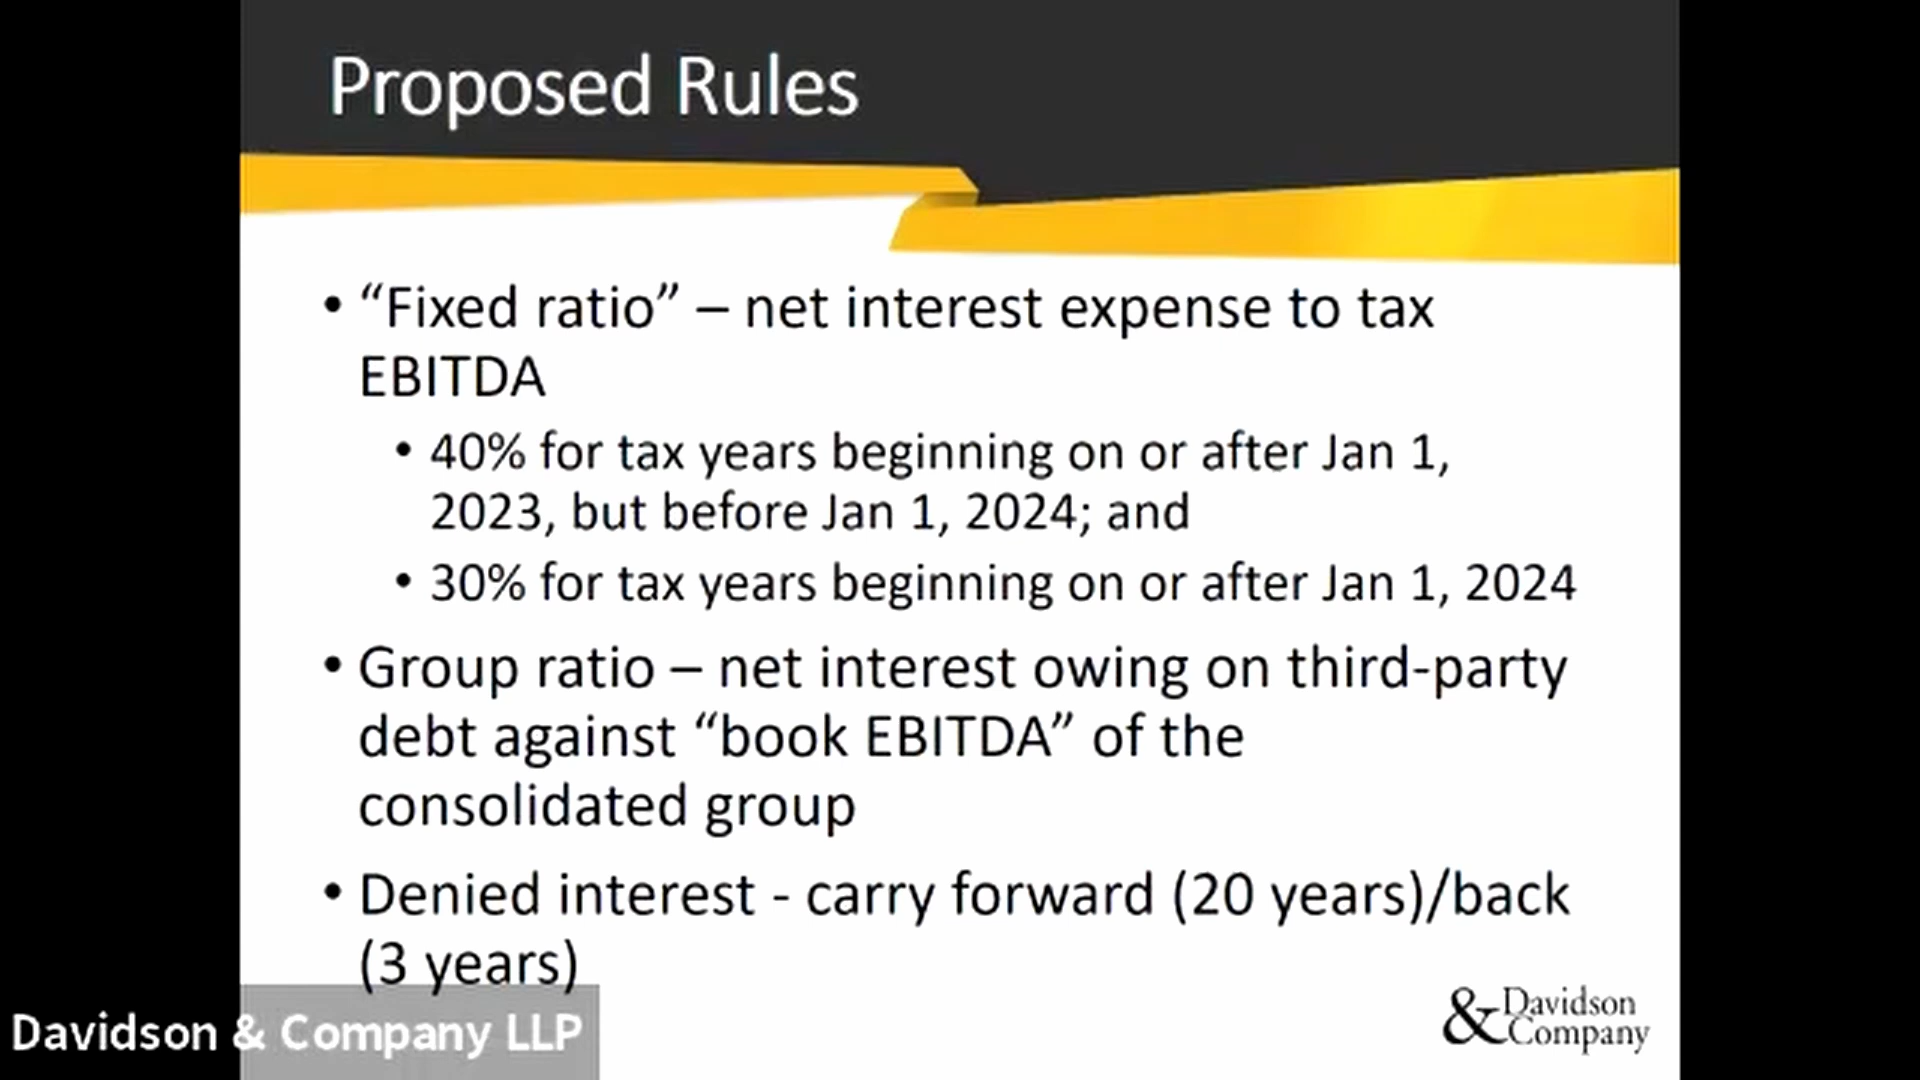 Proposed Rules
• “Fixed ratio” – net interest expense to tax
EBITDA
• 40% for tax years beginning on or after Jan 1,
2023, but before Jan 1, 2024; and
• 30% for tax years beginning on or after Jan 1, 2024
• Group ratio – net interest owing on third-party
debt against “book EBITDA” of the
consolidated group
• Denied interest - carry forward (20 years)/back
(3 years)
Davidson & Company LLP
& Davidson
Company